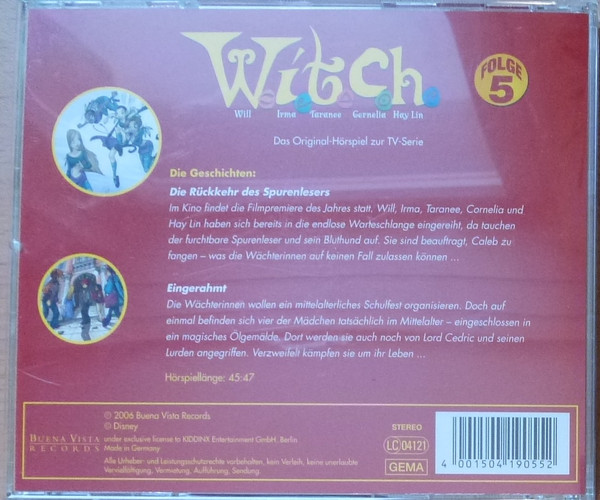 W.i.t.c.h.
FOLGE
5
Will Irma Taranee Cornelia Hay Lin
Das Original-Hörspiel zur TV-Serie
Die Geschichten:
Die Rückkehr des Spurenlesers
Im Kino findet die Filmpremiere des Jahres statt. Will, Irma, Taranee, Cornelia und
Hay Lin haben sich bereits in die endlose Warteschlange eingereiht, da tauchen
der furchtbare Spurenleser und sein Bluthund auf. Sie sind beauftragt, Caleb zu
fangen – was die Wächterinnen auf keinen Fall zulassen können ...
Eingerahmt
Die Wächterinnen wollen ein mittelalterliches Schulfest organisieren. Doch auf
einmal befinden sich vier der Mädchen tatsächlich im Mittelalter – eingeschlossen in
ein magisches Ölgemälde. Dort werden sie auch noch von Lord Cedric und seinen
Lurden angegriffen. Verzweifelt kämpfen sie um ihr Leben ...
Hörspiellänge: 45:47
BUENA VISTA
RECORDS
℗ 2006 Buena Vista Records
© Disney
under exclusive license to KIDDINX Entertainment GmbH, Berlin
Made in Germany
Alle Urheber- und Leistungsschutzrechte vorbehalten, kein Verleih, keine unerlaubte
Vervielfältigung, Vermietung, Aufführung, Sendung.
STEREO
LC 04121
GEMA
4 001504 190552